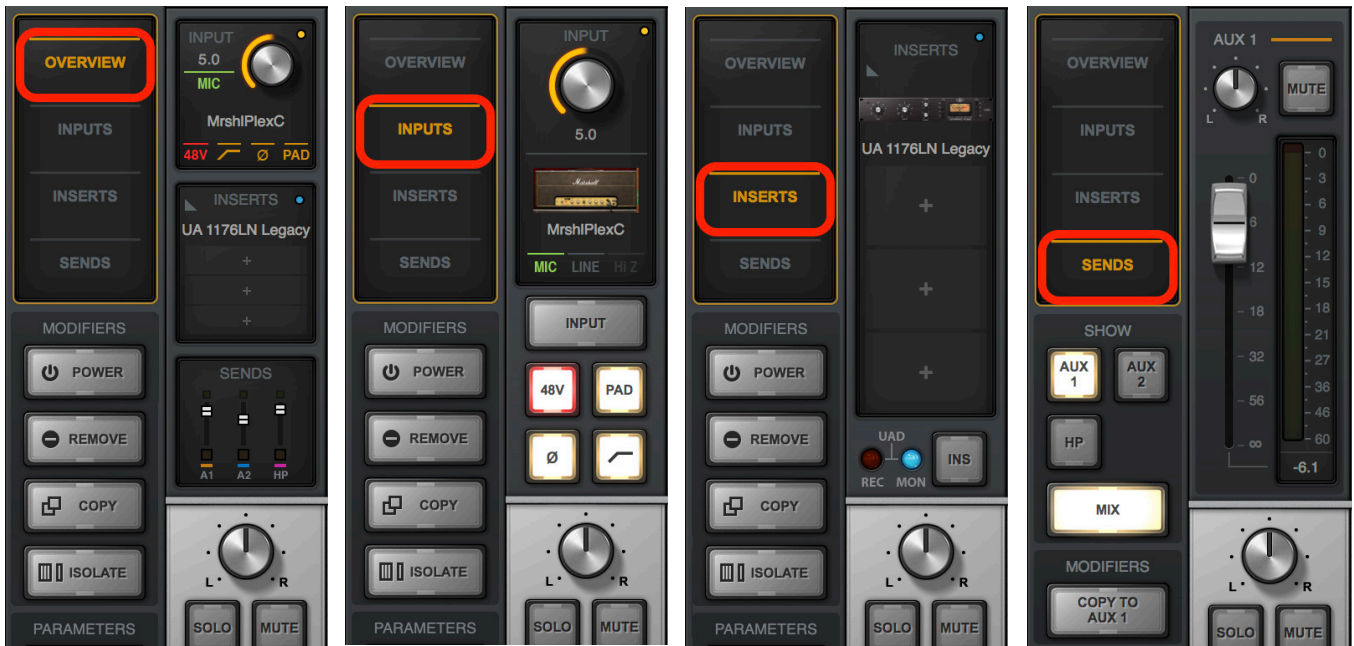 OVERVIEW
INPUTS
INSERTS
SENDS
MODIFIERS
POWER
REMOVE
COPY
ISOLATE
PARAMETERS
INPUT
5.0
MIC
MrshlPlexC
48V Ø PAD
INSERTS
UA 1176LN Legacy
+
+
+
SENDS
A1 A2 HP
L R
SOLO MUTE
OVERVIEW
INPUTS
INSERTS
SENDS
MODIFIERS
POWER
REMOVE
COPY
ISOLATE
PARAMETERS
INPUT
5.0
Marshall
MrshlPlexC
MIC LINE Hi Z
INPUT
48V PAD
Ø
L R
SOLO MUTE
OVERVIEW
INPUTS
INSERTS
SENDS
MODIFIERS
POWER
REMOVE
COPY
ISOLATE
PARAMETERS
INSERTS
UA 1176LN Legacy
+
+
+
UAD
REC MON
INS
L R
SOLO MUTE
OVERVIEW
INPUTS
INSERTS
SENDS
SHOW
AUX 1
AUX 2
HP
MIX
MODIFIERS
COPY TO
AUX 1
AUX 1
MUTE
L R
0
6
12
18
32
56
∞
0
3
6
9
12
15
18
21
27
36
46
60
-6.1
L R
SOLO MUTE